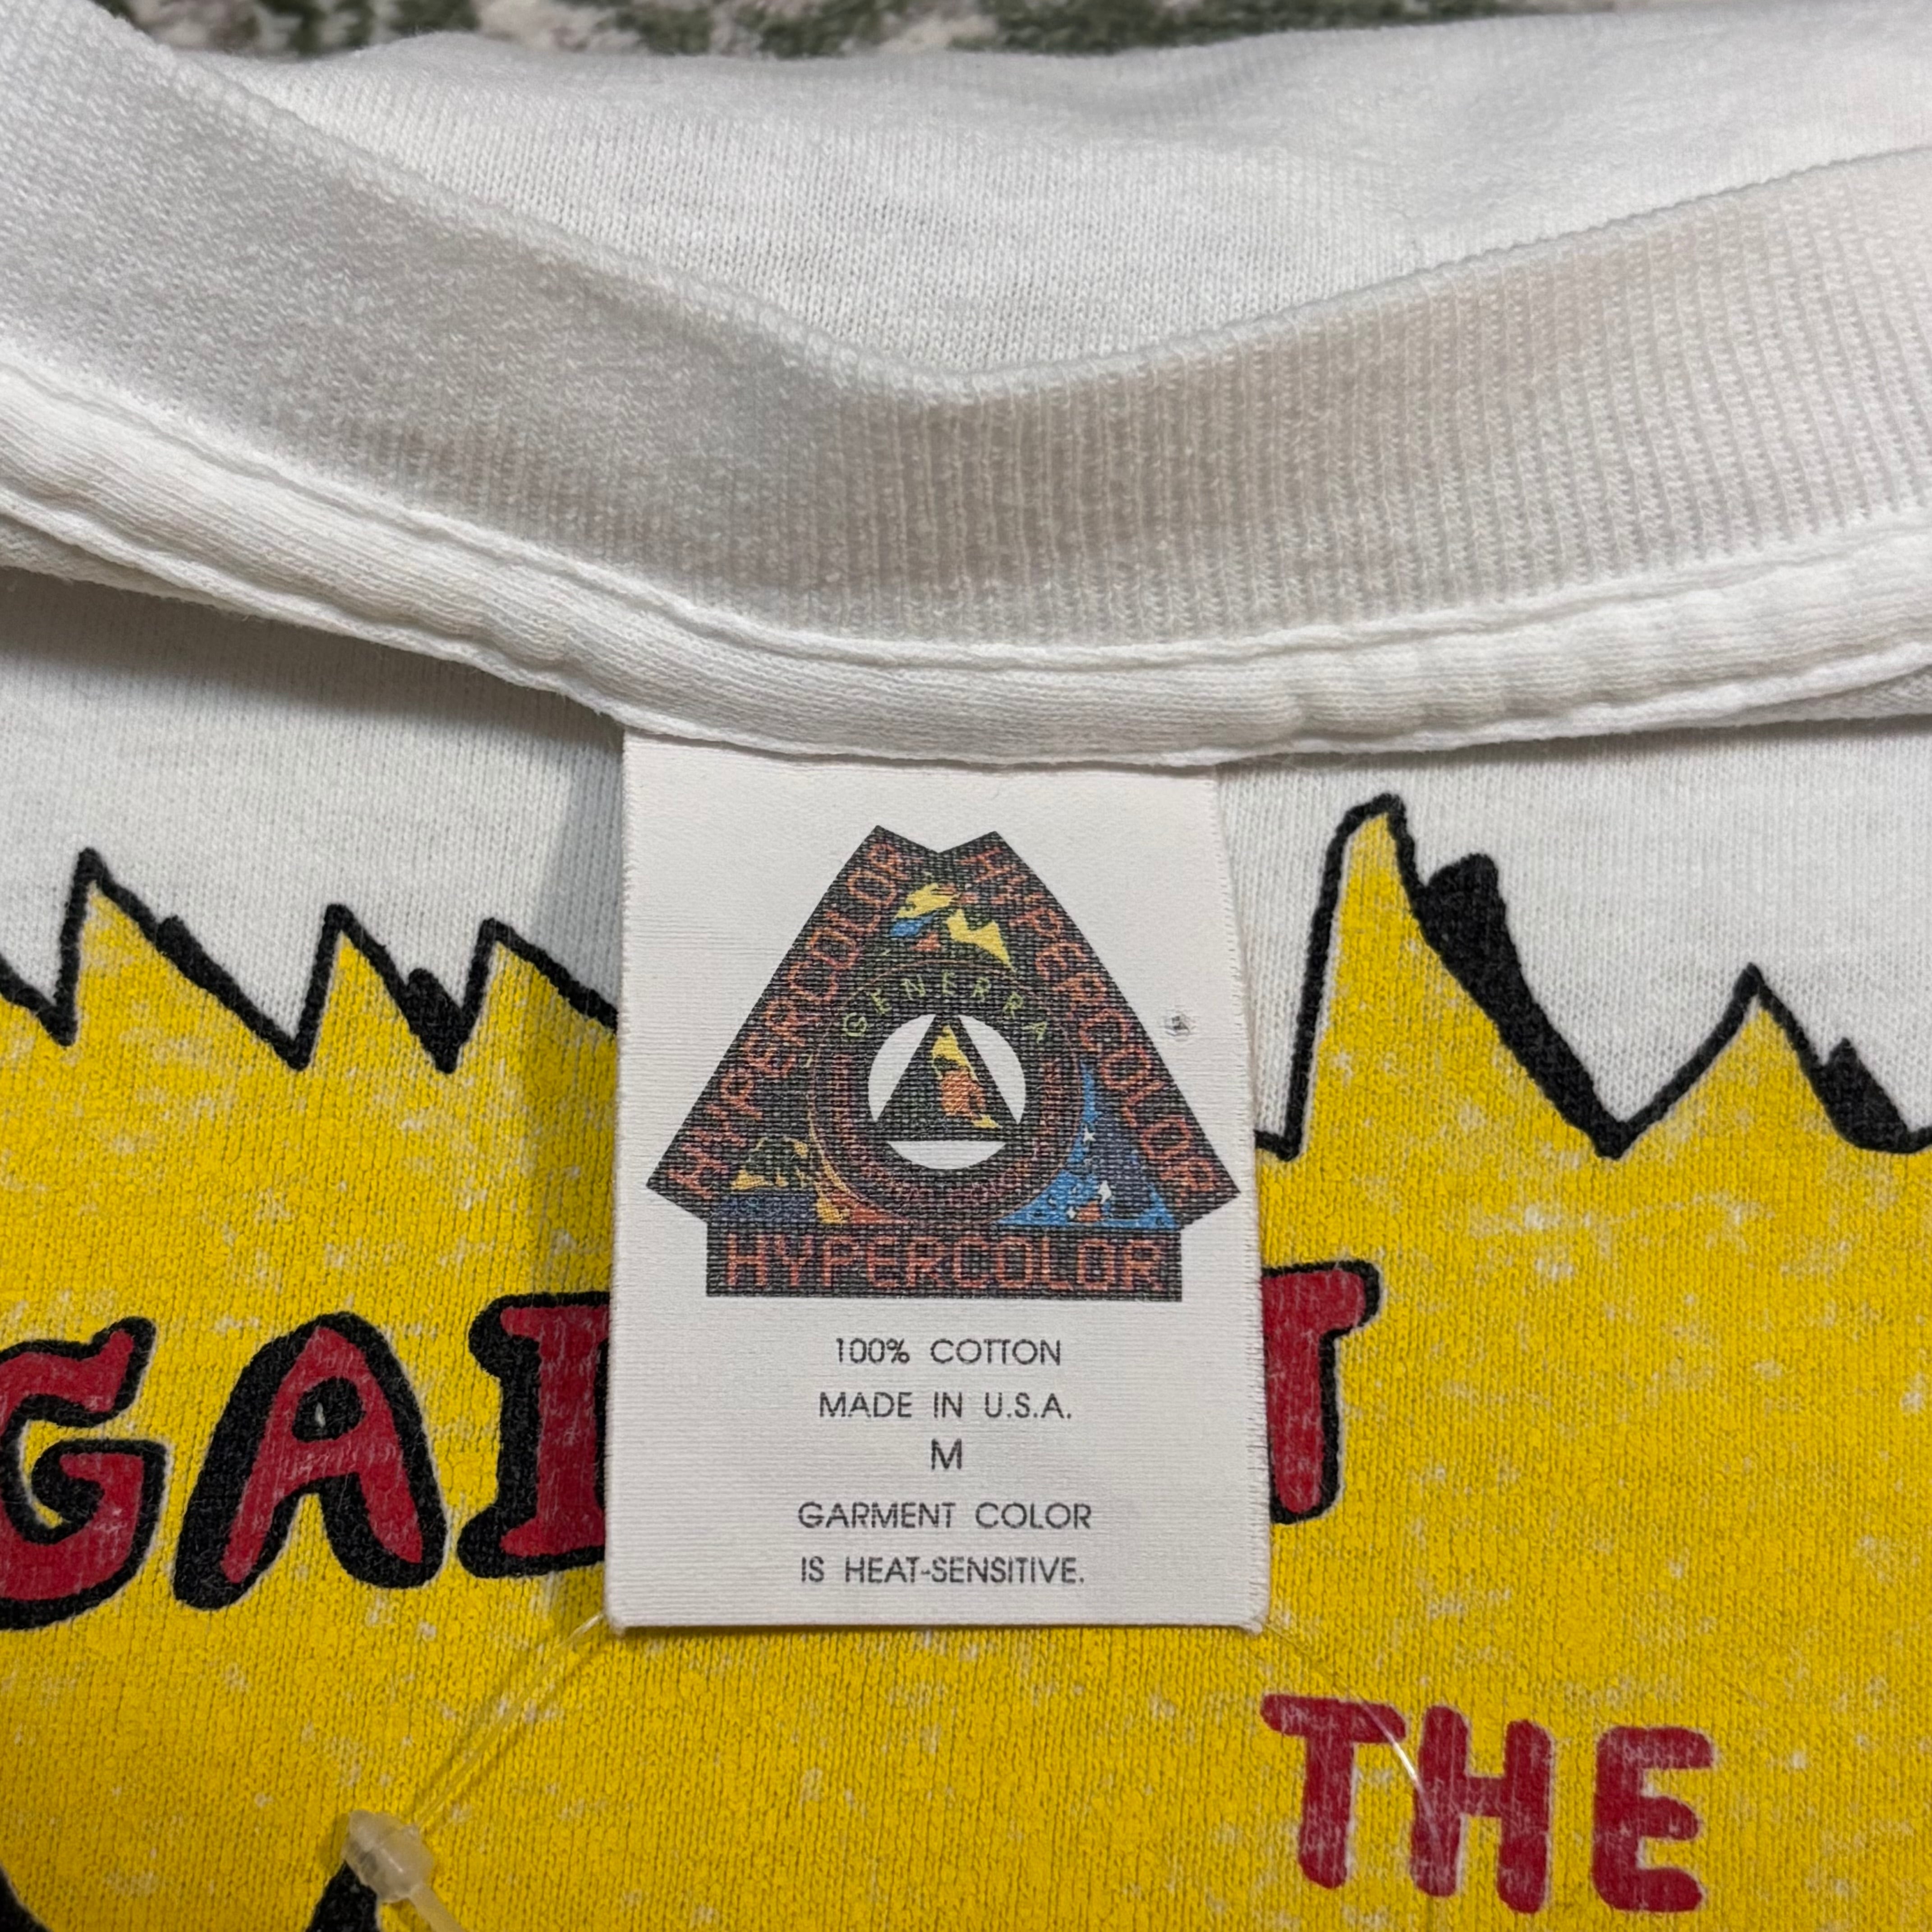 HYPERCOLOR
HYPERCOLOR
GENERRA
HYPERCOLOR
100% COTTON
MADE IN U.S.A.
M
GARMENT COLOR
IS HEAT-SENSITIVE.
THE